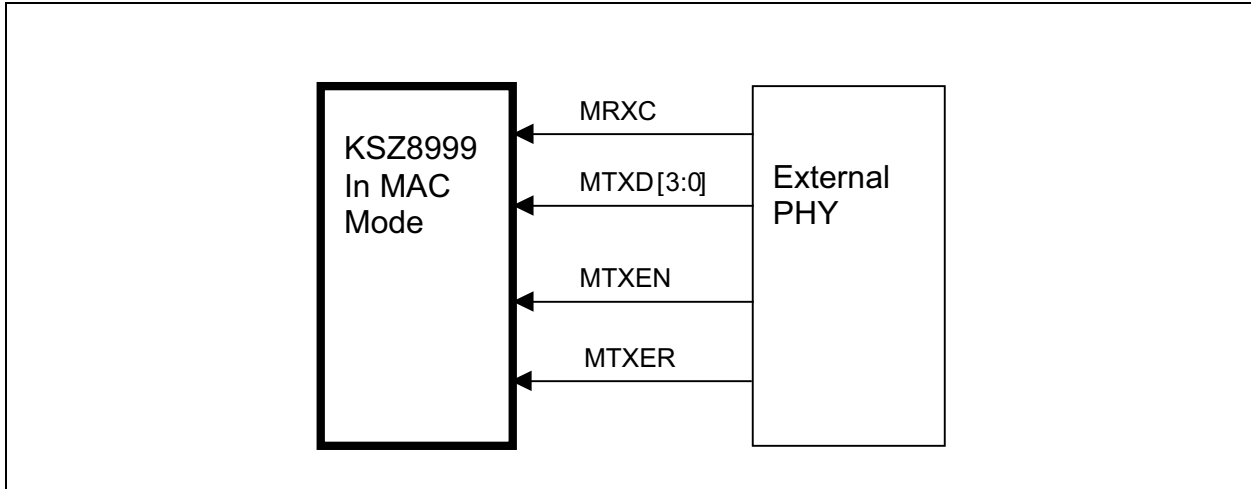 KSZ8999
In MAC
Mode
MRXC
MTXD[3:0]
MTXEN
MTXER
External
PHY